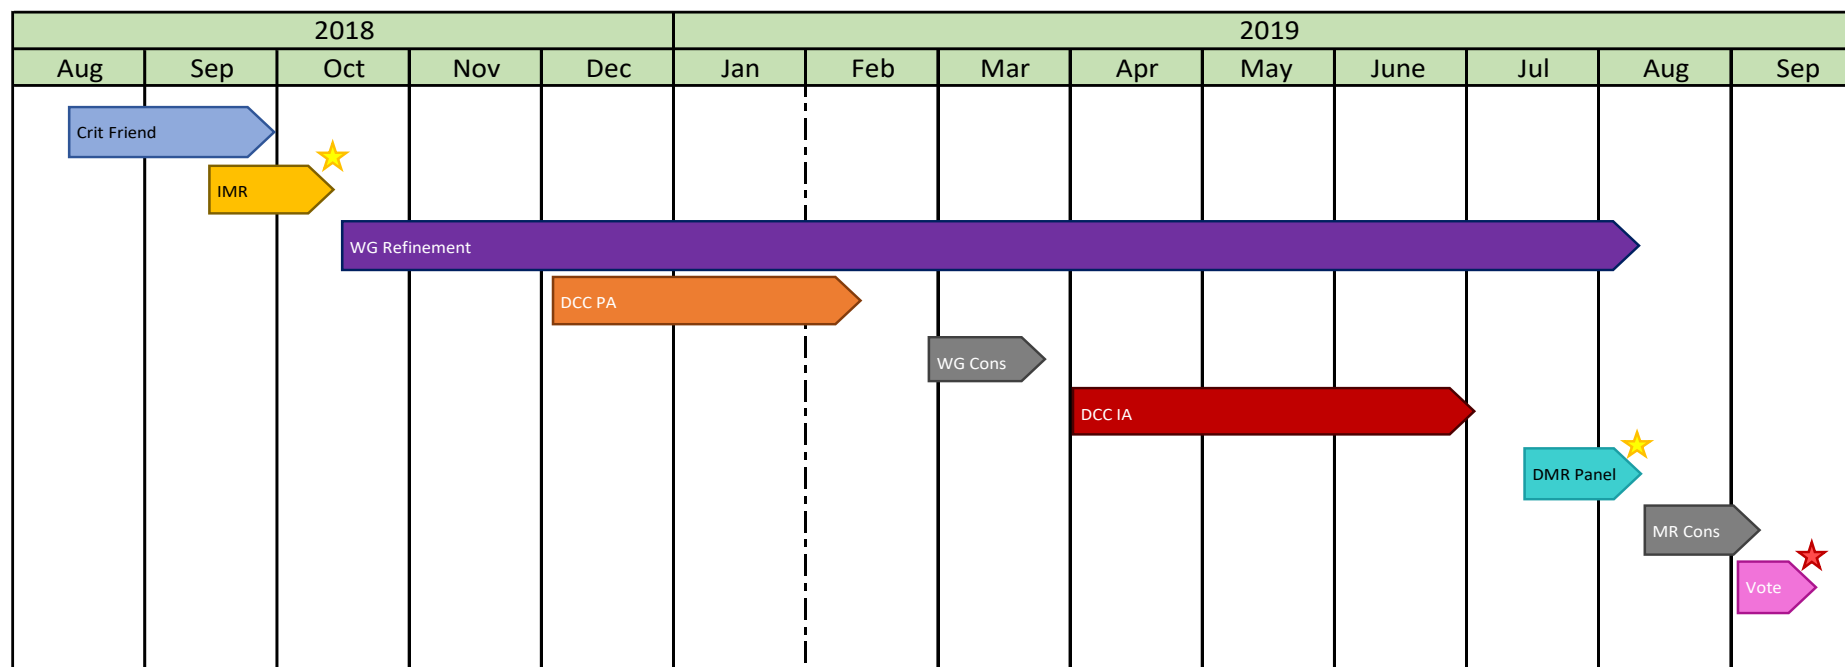 2018 2019
Aug Sep Oct Nov Dec Jan Feb Mar Apr May June Jul Aug Sep
Crit Friend
IMR
WG Refinement
DCC PA
WG Cons
DCC IA
DMR Panel
MR Cons
Vote